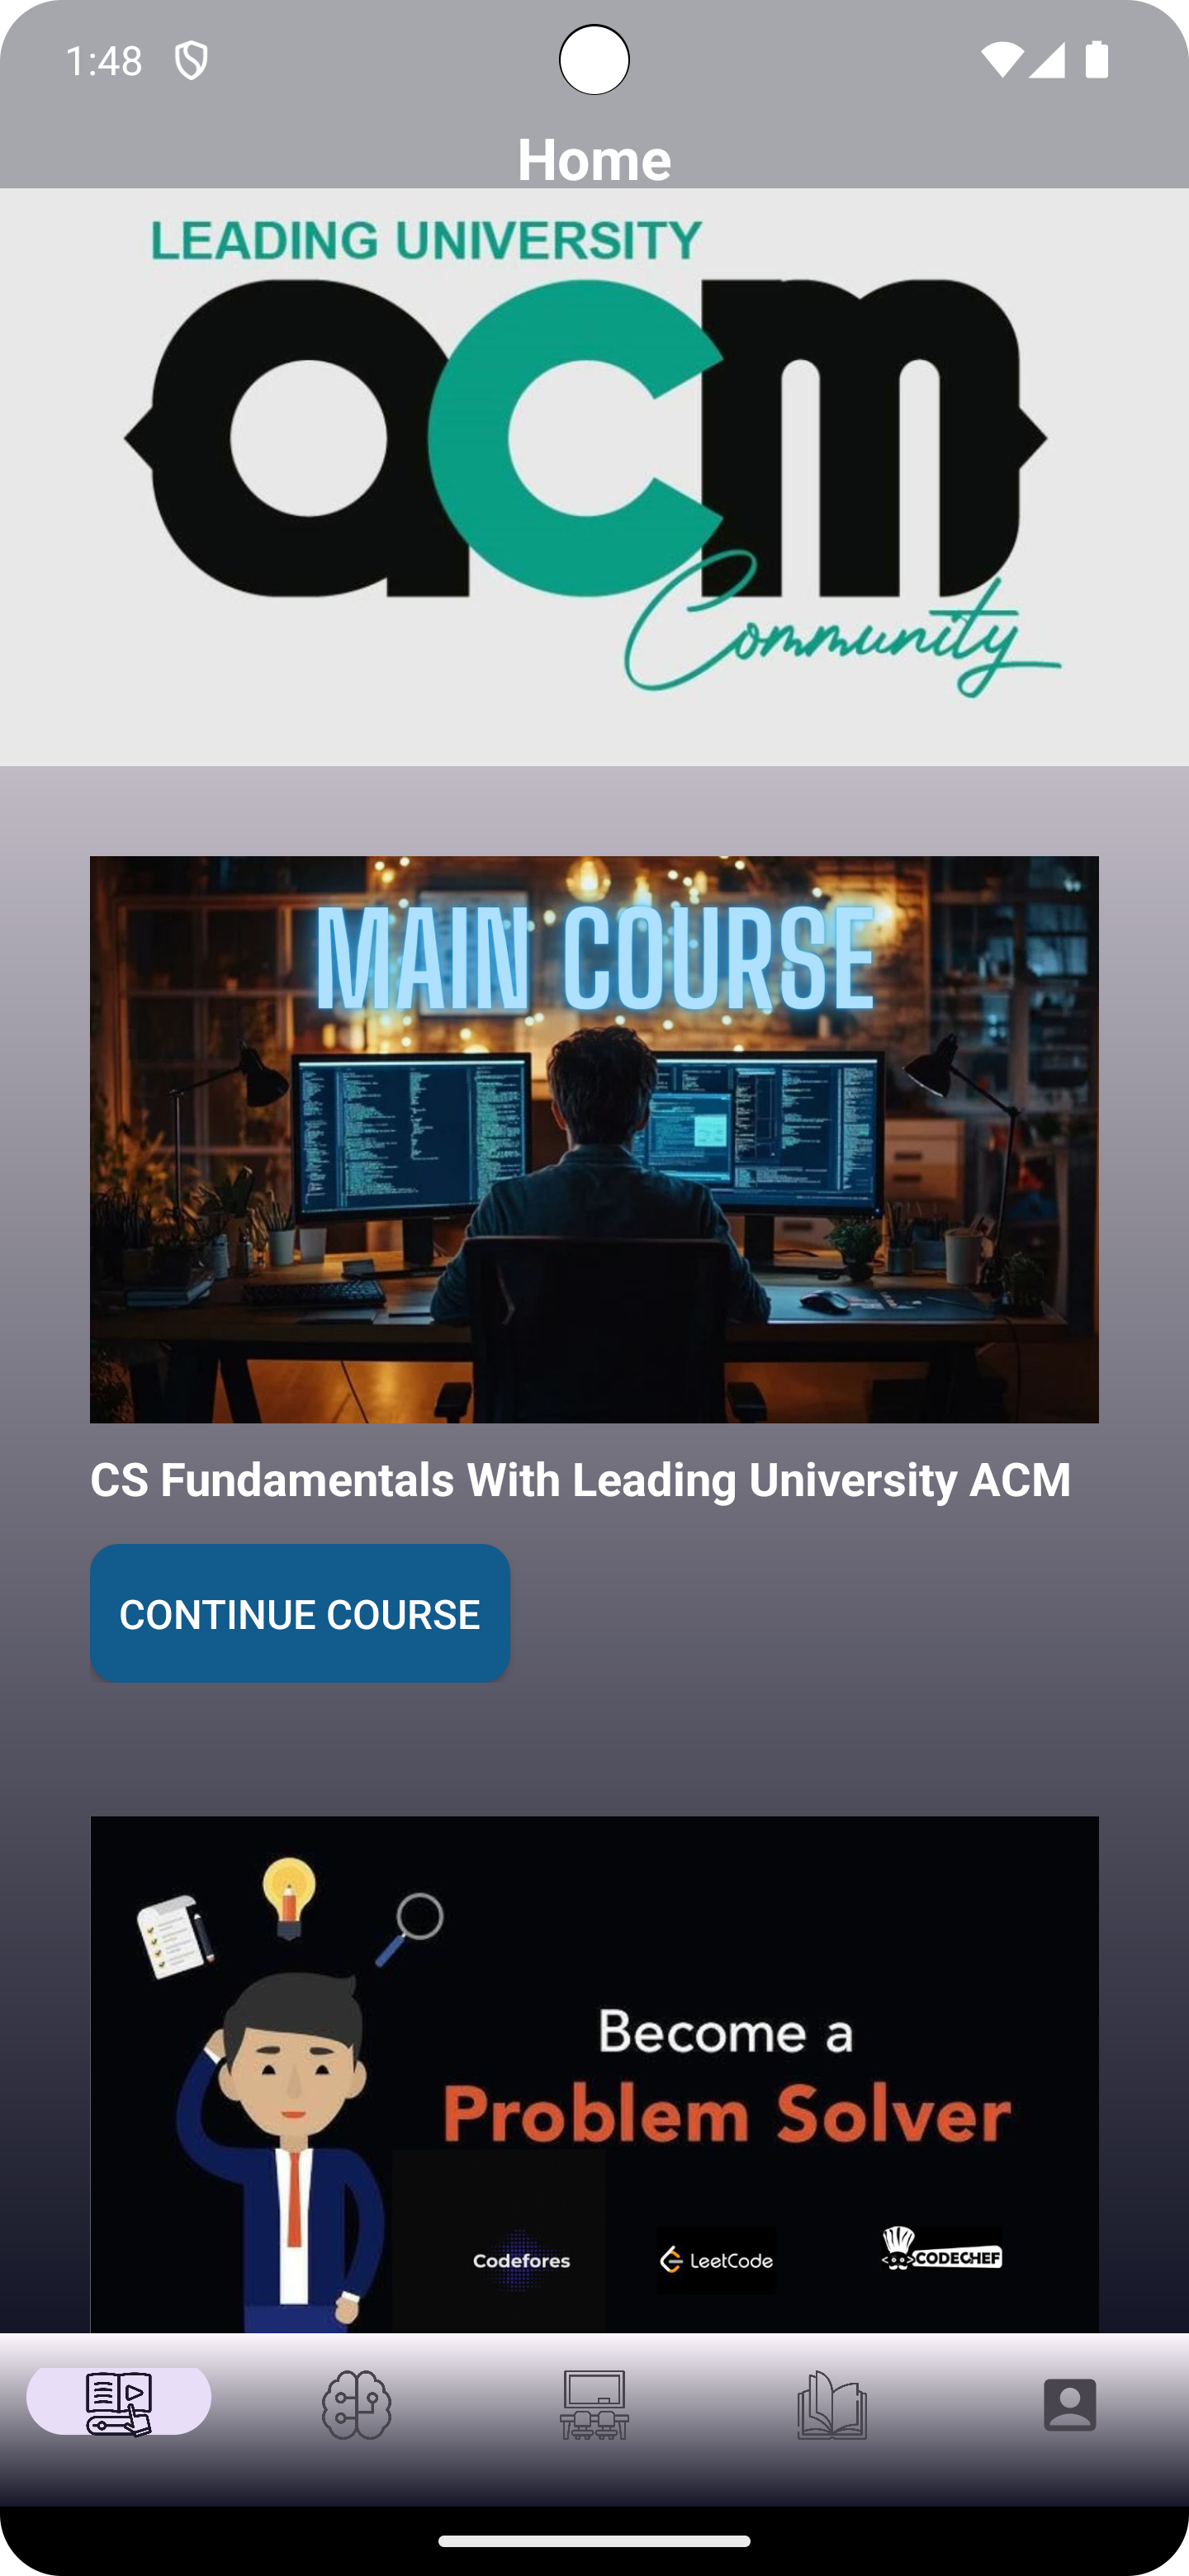 1:48
Home
LEADING UNIVERSITY
acm
Community
MAIN COURSE
CS Fundamentals With Leading University ACM
CONTINUE COURSE
Become a
Problem Solver
Codefores
LeetCode
CODECHEF